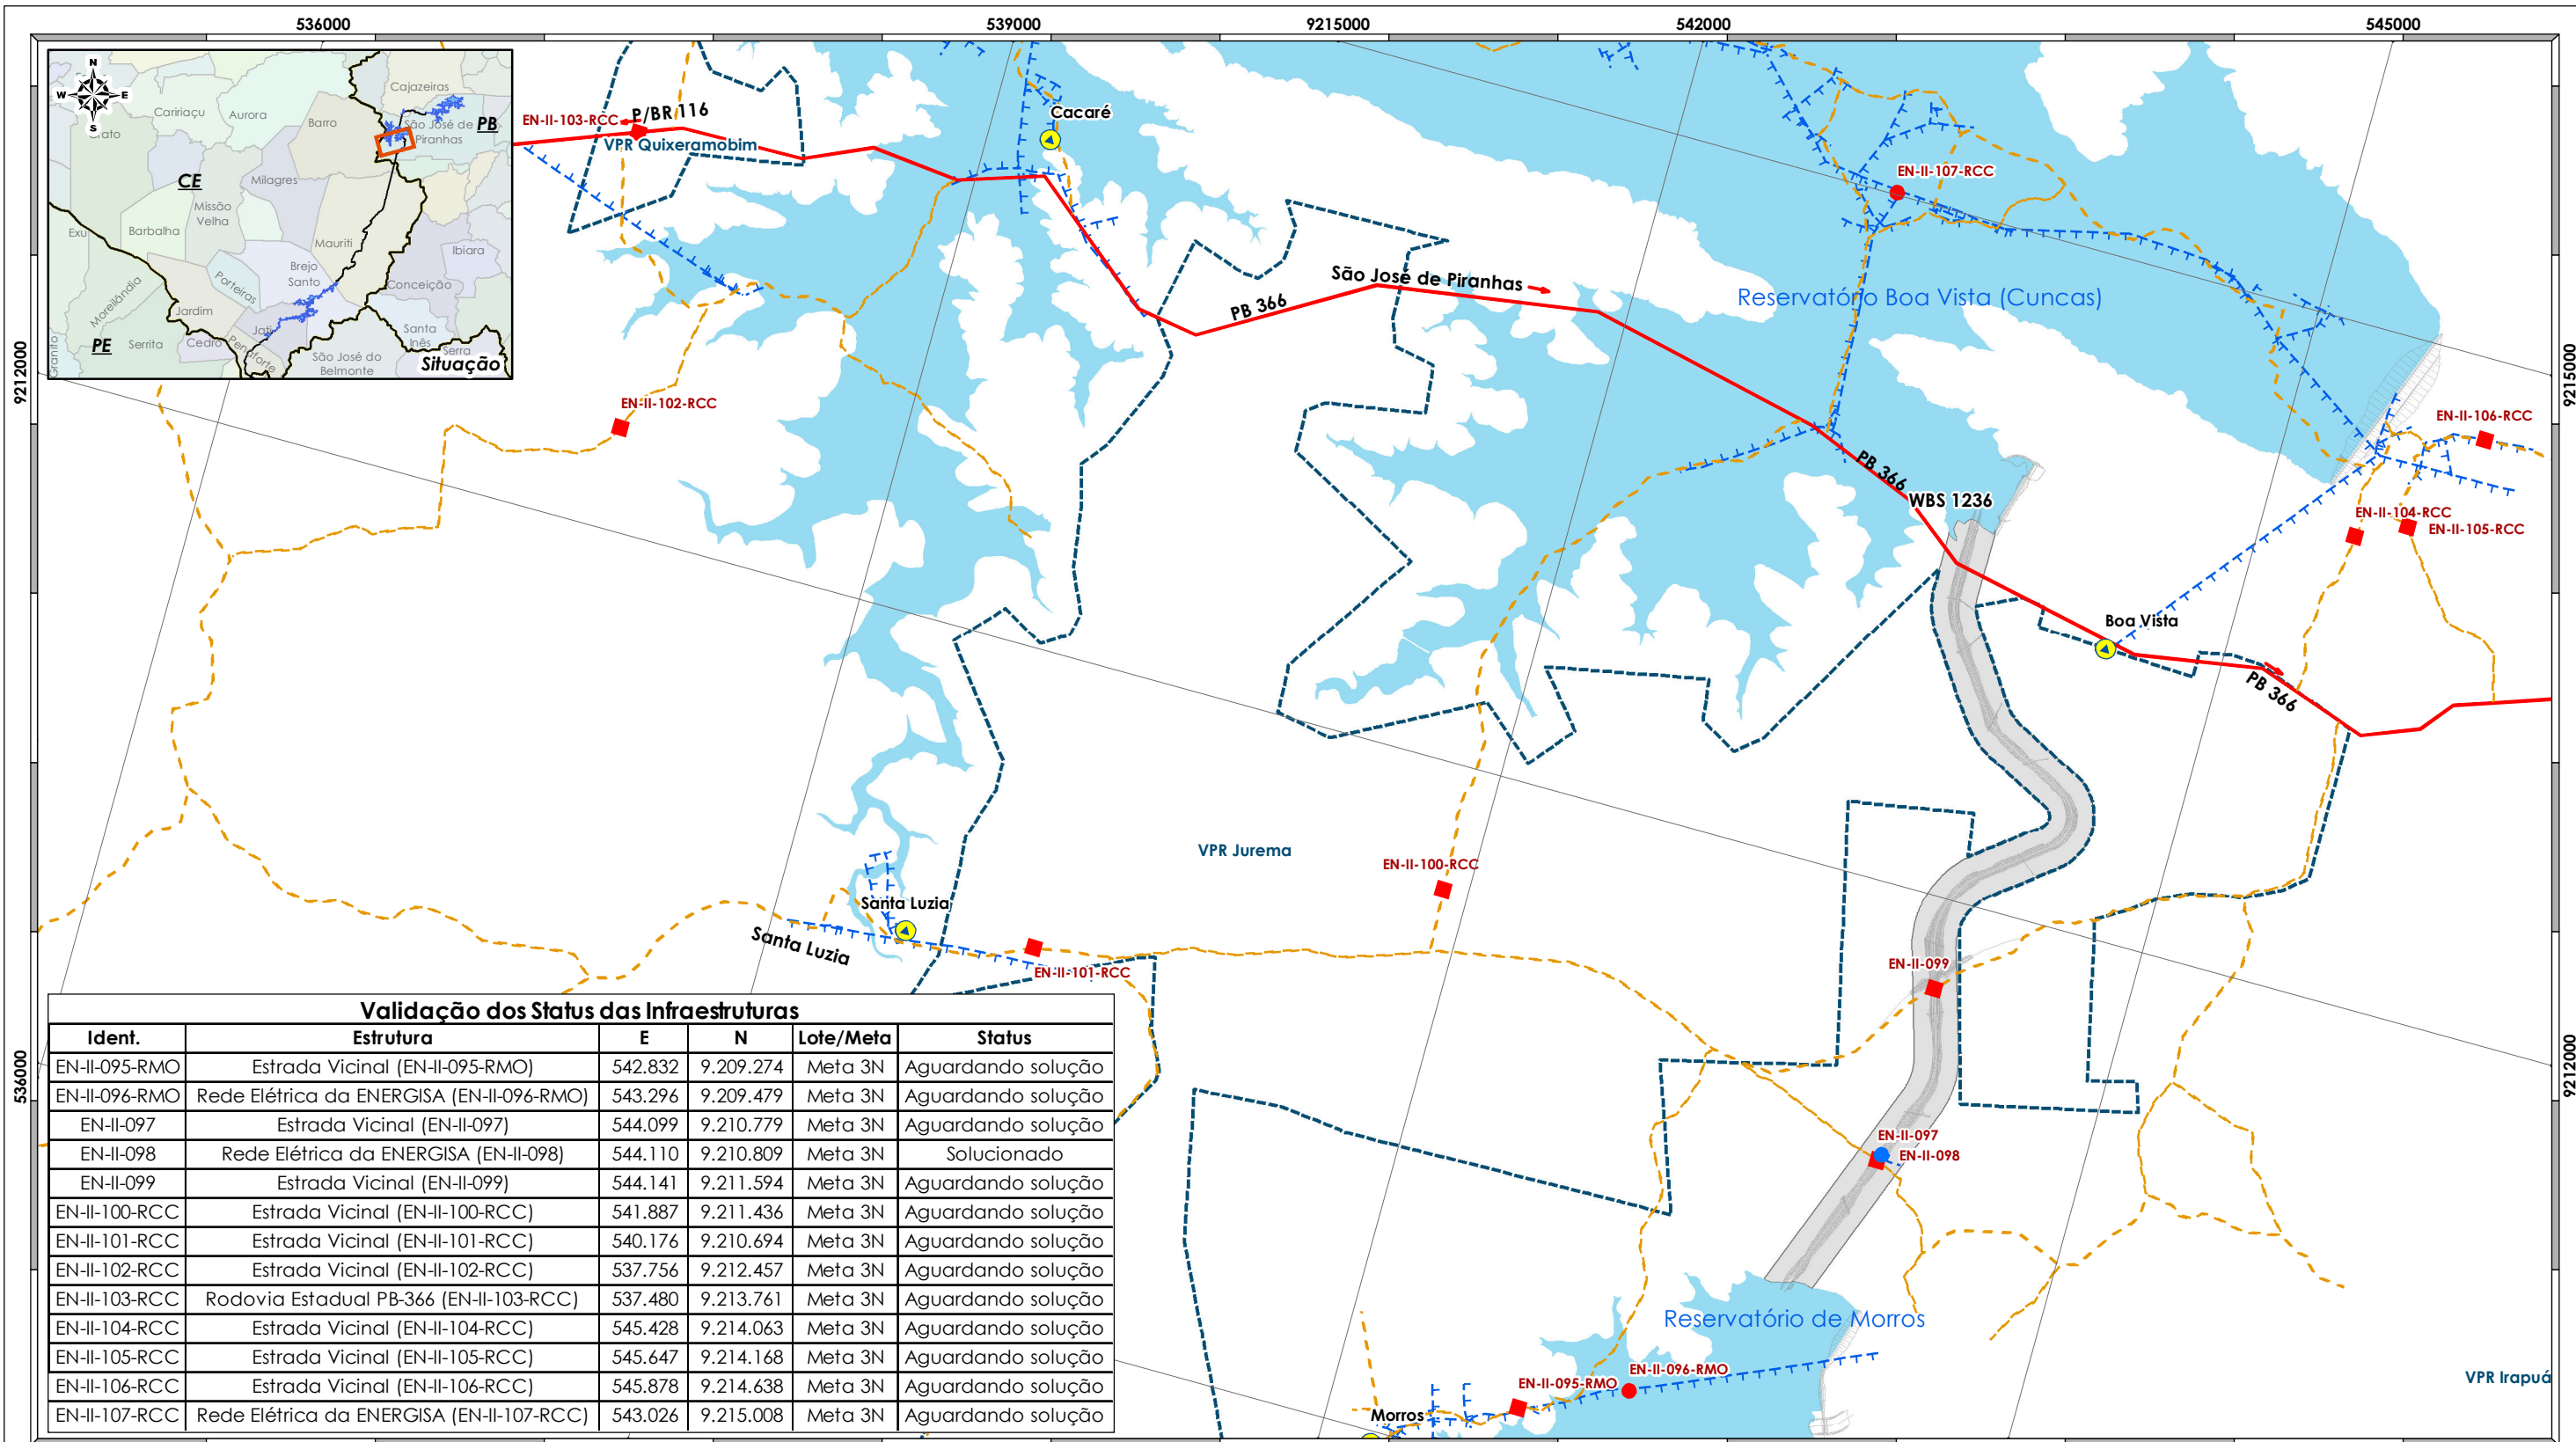 536000
539000
9215000
542000
545000
9212000
536000
9215000
9212000
N
W
E
S
Cajazeiras
Caririaçu
Aurora
Barro
São José de
Piranhas
PB
rato
CE
Milagres
Missão
Velha
Exu
Barbalha
Mauriti
Ibiara
Brejo
Santo
Porteiras
Conceição
Moreilândia
Jardim
Jati
Santa
Inês
PE
Serrita
Cedro
Penaforte
São José do
Belmonte
Serra
Granito
Situação
EN-II-103-RCC
P/BR 116
VPR Quixeramobim
Cacaré
EN-II-107-RCC
São José de Piranhas
PB 366
Reservatório Boa Vista (Cuncas)
EN-II-102-RCC
EN-II-106-RCC
PB 366
WBS 1236
EN-II-104-RCC
EN-II-105-RCC
Boa Vista
PB 366
VPR Jurema
EN-II-100-RCC
Santa Luzia
Santa Luzia
EN-II-101-RCC
EN-II-099
EN-II-097
EN-II-098
Reservatório de Morros
EN-II-096-RMO
EN-II-095-RMO
Morros
VPR Irapuá
Validação dos Status das Infraestruturas
Ident. Estrutura E N Lote/Meta Status
EN-II-095-RMO Estrada Vicinal (EN-II-095-RMO) 542.832 9.209.274 Meta 3N Aguardando solução
EN-II-096-RMO Rede Elétrica da ENERGISA (EN-II-096-RMO) 543.296 9.209.479 Meta 3N Aguardando solução
EN-II-097 Estrada Vicinal (EN-II-097) 544.099 9.210.779 Meta 3N Aguardando solução
EN-II-098 Rede Elétrica da ENERGISA (EN-II-098) 544.110 9.210.809 Meta 3N Solucionado
EN-II-099 Estrada Vicinal (EN-II-099) 544.141 9.211.594 Meta 3N Aguardando solução
EN-II-100-RCC Estrada Vicinal (EN-II-100-RCC) 541.887 9.211.436 Meta 3N Aguardando solução
EN-II-101-RCC Estrada Vicinal (EN-II-101-RCC) 540.176 9.210.694 Meta 3N Aguardando solução
EN-II-102-RCC Estrada Vicinal (EN-II-102-RCC) 537.756 9.212.457 Meta 3N Aguardando solução
EN-II-103-RCC Rodovia Estadual PB-366 (EN-II-103-RCC) 537.480 9.213.761 Meta 3N Aguardando solução
EN-II-104-RCC Estrada Vicinal (EN-II-104-RCC) 545.428 9.214.063 Meta 3N Aguardando solução
EN-II-105-RCC Estrada Vicinal (EN-II-105-RCC) 545.647 9.214.168 Meta 3N Aguardando solução
EN-II-106-RCC Estrada Vicinal (EN-II-106-RCC) 545.878 9.214.638 Meta 3N Aguardando solução
EN-II-107-RCC Rede Elétrica da ENERGISA (EN-II-107-RCC) 543.026 9.215.008 Meta 3N Aguardando solução